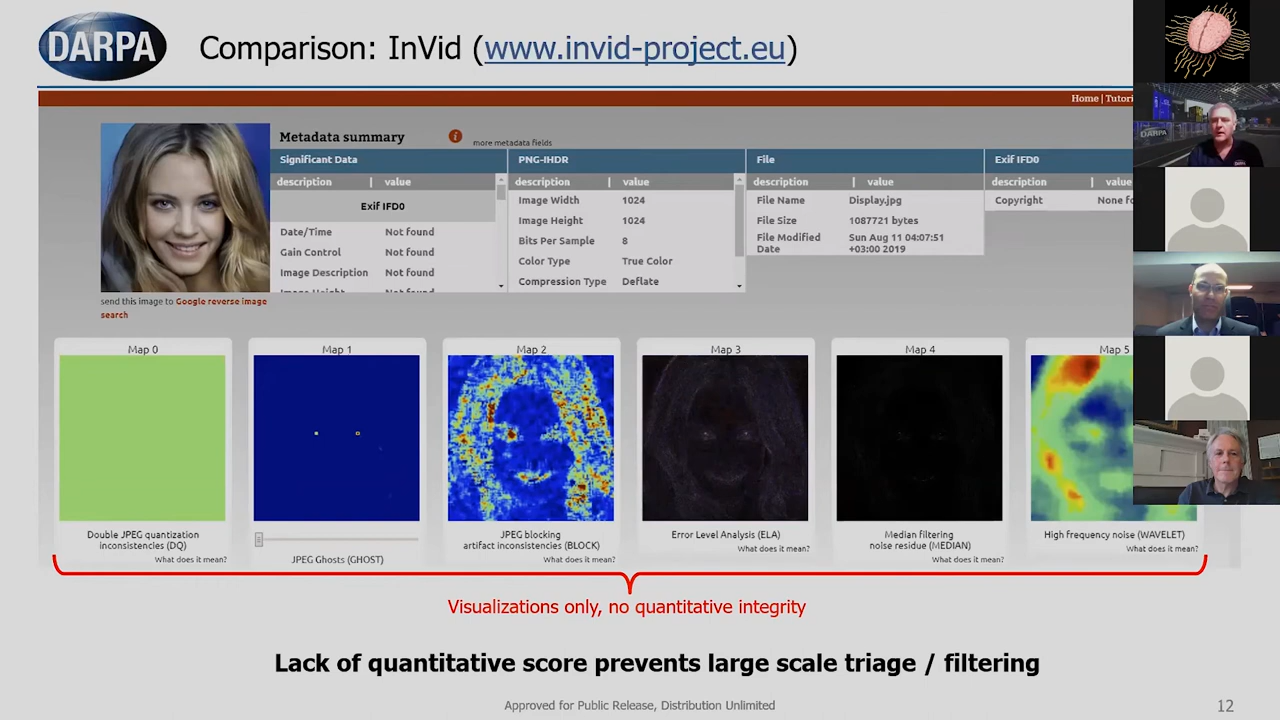 DARPA
Comparison: InVid (www.invid-project.eu)
Home | Tutori
Metadata summary
more metadata fields
Significant Data
description | value
Exif IFD0
Date/Time Not found
Gain Control Not found
Image Description Not found
PNG-IHDR
description | value
Image Width 1024
Image Height 1024
Bits Per Sample 8
Color Type True Color
Compression Type Deflate
File
description | value
File Name Display.jpg
File Size 1087721 bytes
File Modified Date Sun Aug 11 04:07:51
+03:00 2019
Exif IFD0
description value
Copyright None fo
send this image to Google reverse image
search
Map 0
Double JPEG quantization
inconsistencies (DQ)
What does it mean?
Map 1
JPEG Ghosts (GHOST)
Map 2
JPEG blocking
artifact inconsistencies (BLOCK)
What does it mean?
Map 3
Error Level Analysis (ELA)
What does it mean?
Map 4
Median filtering
noise residue (MEDIAN)
What does it mean?
Map 5
High frequency noise (WAVELET)
What does it mean?
Visualizations only, no quantitative integrity
Lack of quantitative score prevents large scale triage / filtering
Approved for Public Release, Distribution Unlimited
12
DARPA